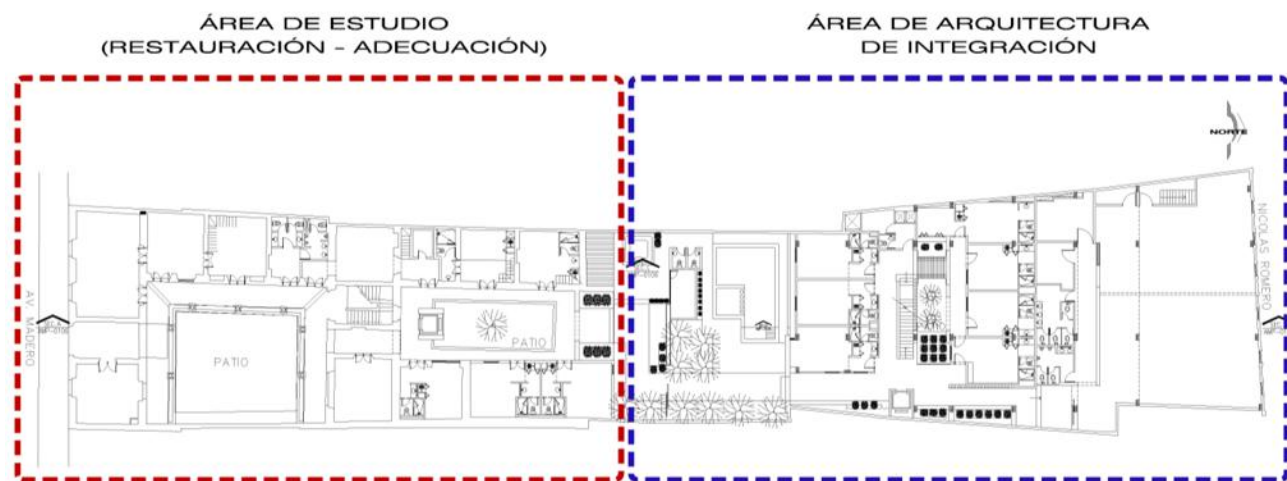 ÁREA DE ESTUDIO
(RESTAURACIÓN - ADECUACIÓN)
ÁREA DE ARQUITECTURA
DE INTEGRACIÓN
NORTE
AV. MADERO
PATIO
PATIO
NICOLAS ROMERO